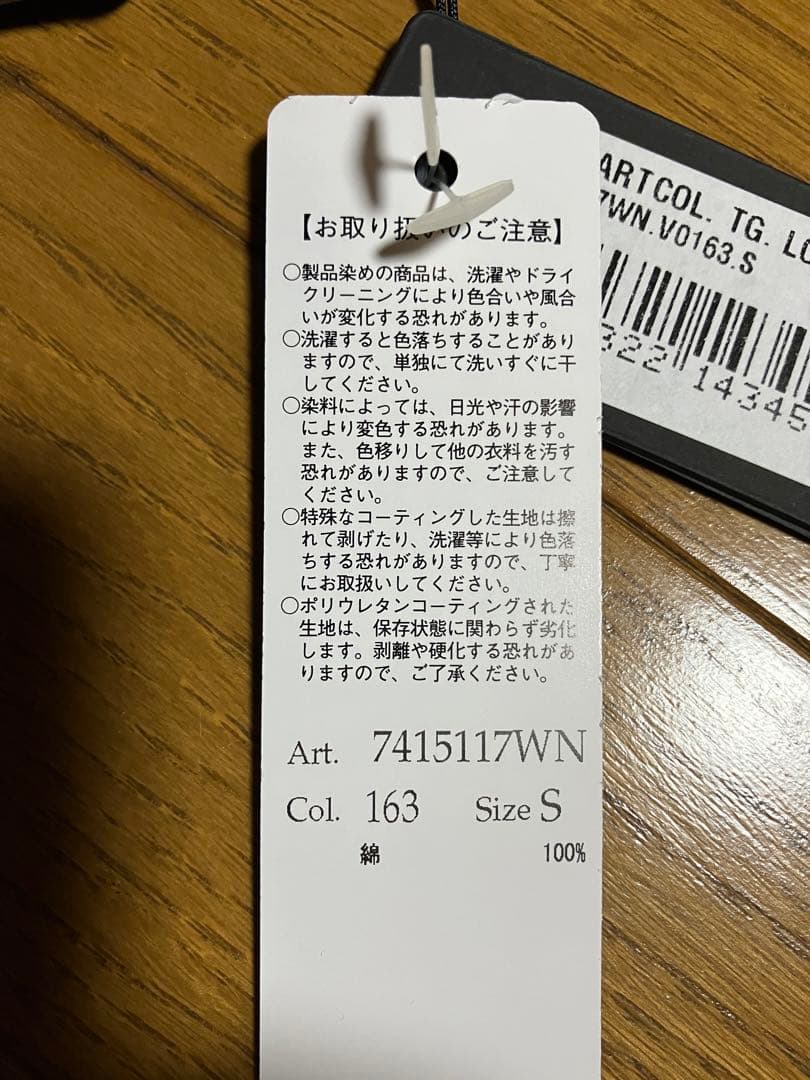 【お取り扱いのご注意】
〇製品染めの商品は、洗濯やドライ
クリーニングにより色合いや風合
いが変化する恐れがあります。
〇洗濯すると色落ちすることがあり
ますので、単独にて洗いすぐに干
してください。
〇染料によっては、日光や汗の影響
により変色する恐れがあります。
また、色移りして他の衣料を汚す
恐れがありますので、ご注意して
ください。
〇特殊なコーティングした生地は擦
れて剥げたり、洗濯等により色落
ちする恐れがありますので、丁寧
にお取扱いしてください。
〇ポリウレタンコーティングされた
生地は、保存状態に関わらず劣化
します。剥離や硬化する恐れがあ
りますので、ご了承ください。
Art. 7415117WN
Col. 163 Size S
綿 100%
ARTCOL. TG. LO
7WN.V0163.S
322 14345